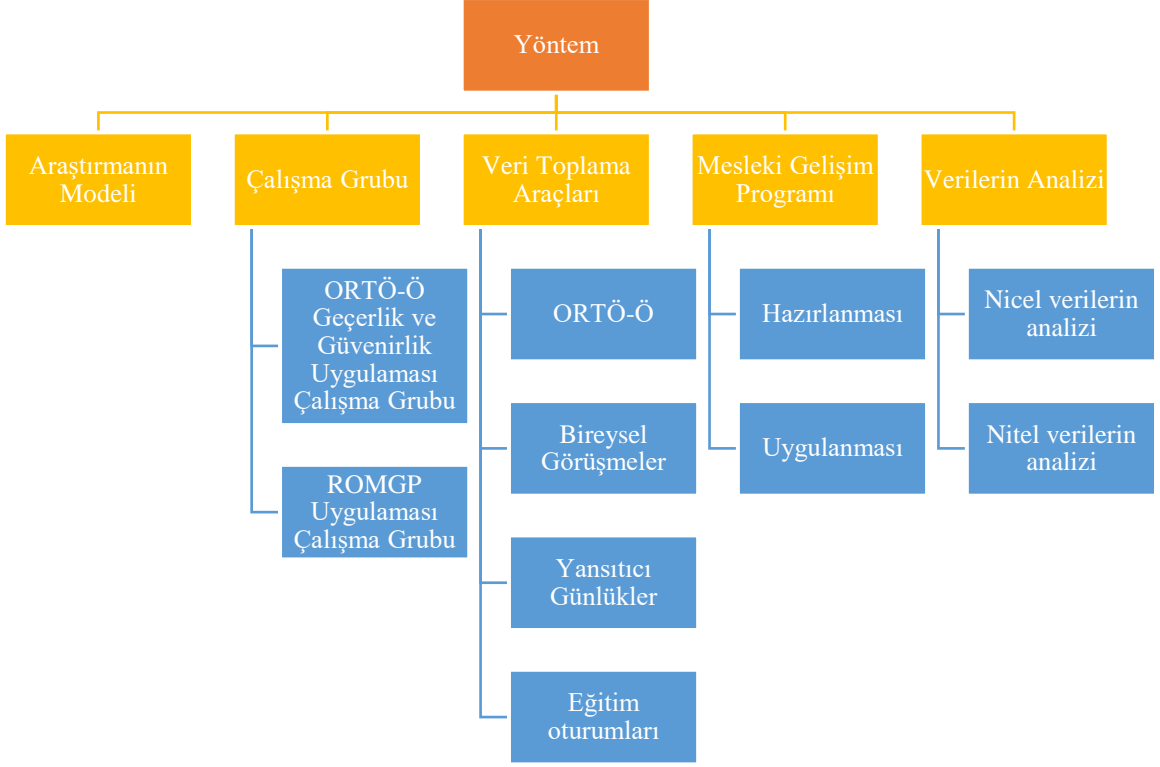 Yöntem
Araştırmanın
Modeli
Çalışma Grubu
Veri Toplama
Araçları
Mesleki Gelişim
Programı
Verilerin Analizi
ORTÖ-Ö
Geçerlik ve
Güvenirlik
Uygulaması
Çalışma Grubu
ROMGP
Uygulaması
Çalışma Grubu
ORTÖ-Ö
Bireysel
Görüşmeler
Yansıtıcı
Günlükler
Eğitim
oturumları
Hazırlanması
Uygulanması
Nicel verilerin
analizi
Nitel verilerin
analizi